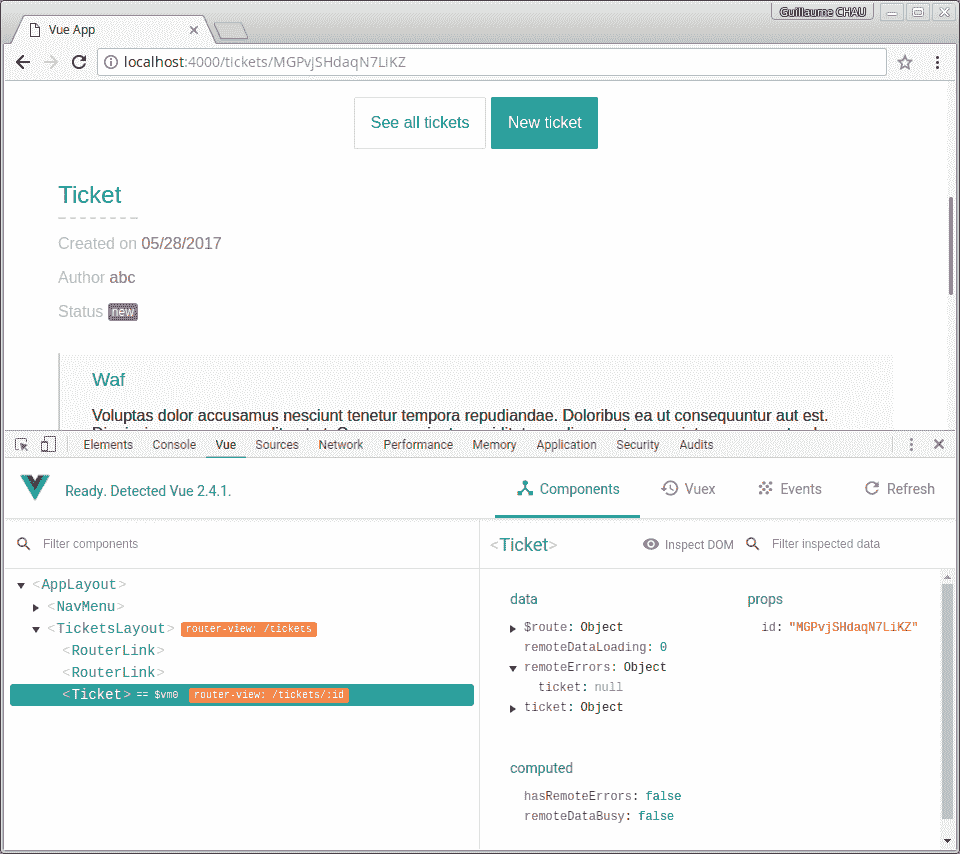 Guillaume CHAU
Vue App
localhost:4000/tickets/MGPvjSHdaqN7LiKZ
See all tickets New ticket
Ticket
Created on 05/28/2017
Author abc
Status new
Waf
Voluptas dolor accusamus nesciunt tenetur tempora repudiandae. Doloribus ea ut consequuntur aut est.
Elements Console Vue Sources Network Performance Memory Application Security Audits
Ready. Detected Vue 2.4.1.
Components Vuex Events Refresh
Filter components
<Ticket> Inspect DOM Filter inspected data
<AppLayout>
<NavMenu>
<TicketsLayout> router-view: /tickets
<RouterLink>
<RouterLink>
<Ticket> == $vm0 router-view: /tickets/:id
data
$route: Object
remoteDataLoading: 0
remoteErrors: Object
ticket: null
ticket: Object
props
id: "MGPvjSHdaqN7LiKZ"
computed
hasRemoteErrors: false
remoteDataBusy: false